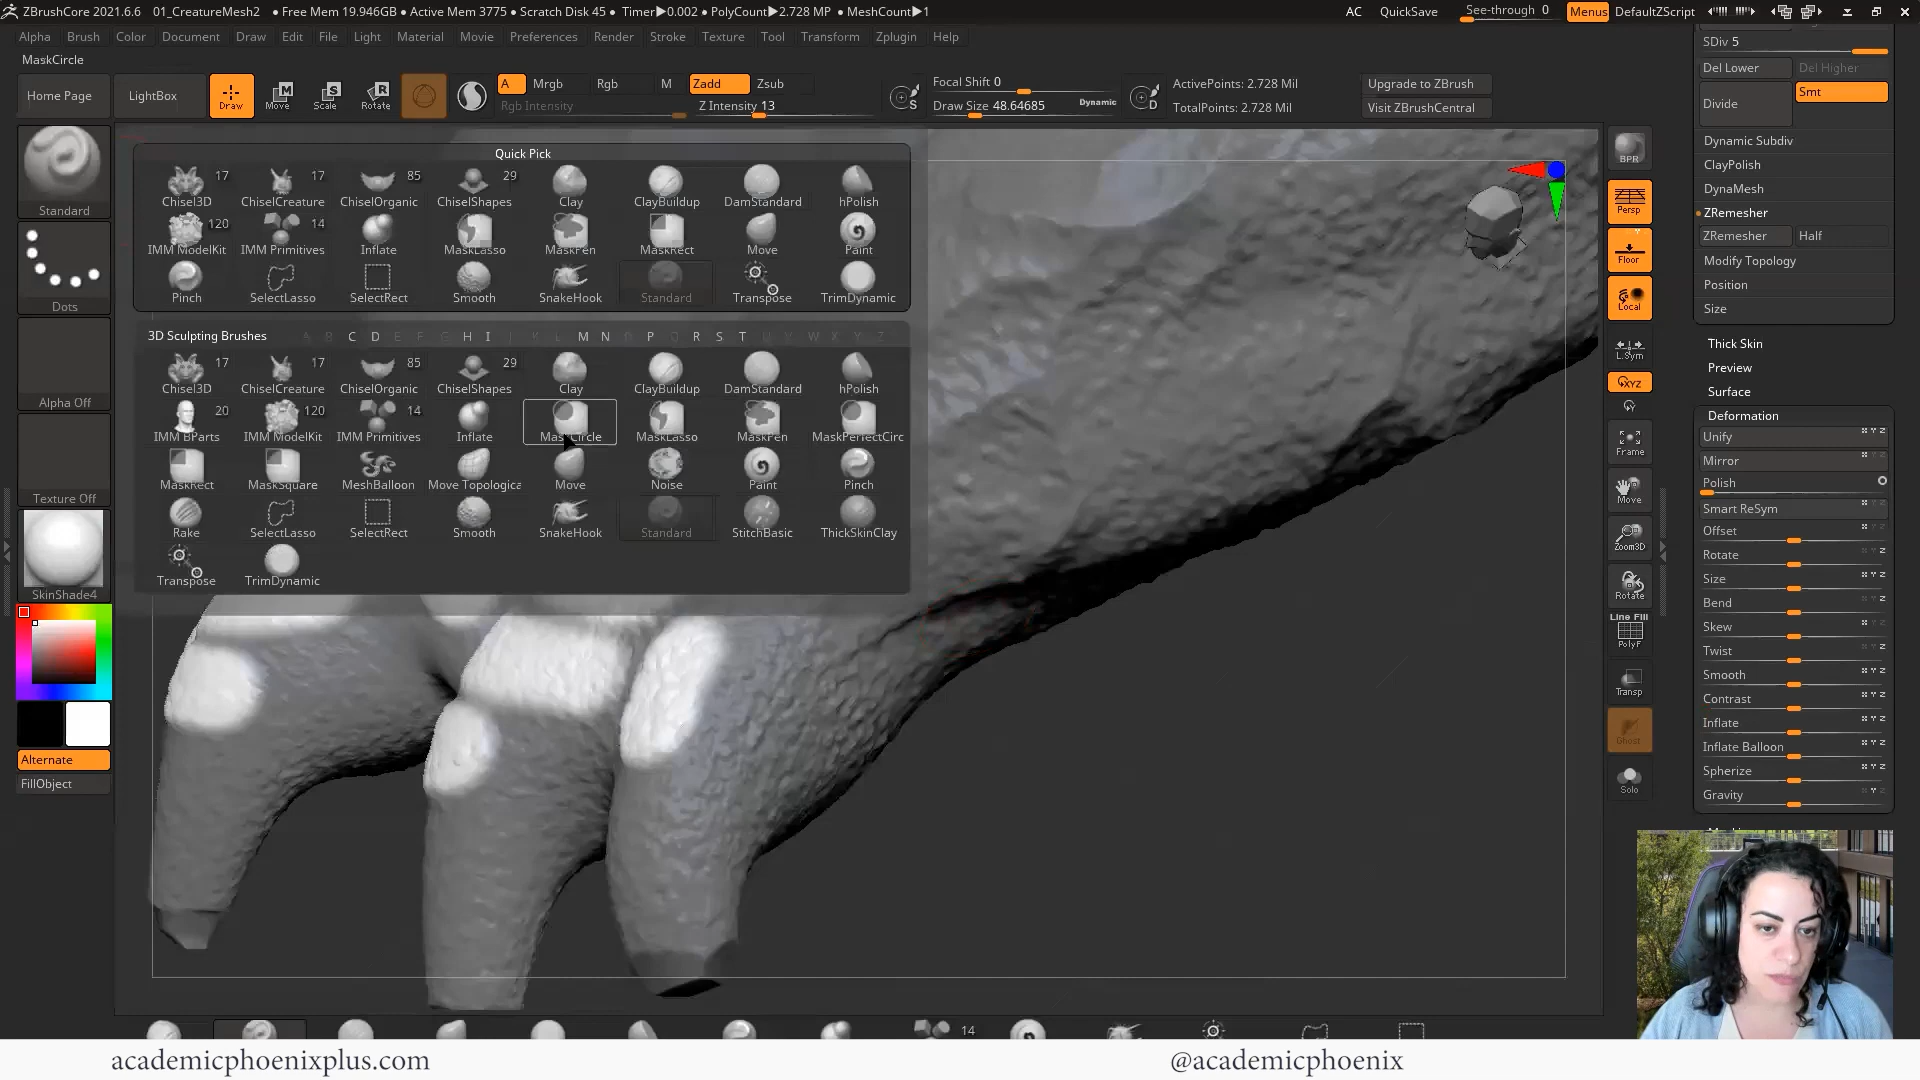 ZBrushCore 2021.6.6 01_CreatureMesh2 • Free Mem 19.946GB • Active Mem 3775 • Scratch Disk 45 • Timer▶0.002 • PolyCount▶2.728 MP • MeshCount▶1 AC QuickSave See-through 0 Menus DefaultZScript
Alpha Brush Color Document Draw Edit File Light Material Movie Preferences Render Stroke Texture Tool Transform Zplugin Help
MaskCircle
Home Page LightBox Draw Move Scale Rotate
A Mrgb Rgb M Zadd Zsub
Rgb Intensity Z Intensity 13
Focal Shift 0
Draw Size 48.64685 Dynamic
ActivePoints: 2.728 Mil
TotalPoints: 2.728 Mil
Upgrade to ZBrush
Visit ZBrushCentral
Standard
Dots
Alpha Off
Texture Off
SkinShade4
Alternate
FillObject
Quick Pick
17 17 85 29
Chisel3D ChiselCreature ChiselOrganic ChiselShapes Clay ClayBuildup DamStandard hPolish
120 14
IMM ModelKit IMM Primitives Inflate MaskLasso MaskPen MaskRect Move Paint
Pinch SelectLasso SelectRect Smooth SnakeHook Standard Transpose TrimDynamic
3D Sculpting Brushes C D H I M N P R S T
17 17 85 29
Chisel3D ChiselCreature ChiselOrganic ChiselShapes Clay ClayBuildup DamStandard hPolish
20 120 14
IMM BParts IMM ModelKit IMM Primitives Inflate MaskCircle MaskLasso MaskPen MaskPerfectCirc
MaskRect MaskSquare MeshBalloon Move Topologica Move Noise Paint Pinch
Rake SelectLasso SelectRect Smooth SnakeHook Standard StitchBasic ThickSkinClay
Transpose TrimDynamic
BPR
Persp
Floor
Local
L.Sym
XYZ
Frame
Move
Zoom3D
Rotate
Line Fill
PolyF
Transp
Ghost
Solo
SDiv 5
Del Lower Del Higher
Divide Smt
Dynamic Subdiv
ClayPolish
DynaMesh
ZRemesher
ZRemesher Half
Modify Topology
Position
Size
Thick Skin
Preview
Surface
Deformation
Unify
Mirror
Polish
Smart ReSym
Offset
Rotate
Size
Bend
Skew
Twist
Smooth
Contrast
Inflate
Inflate Balloon
Spherize
Gravity
14
academicphoenixplus.com
@academicphoenix